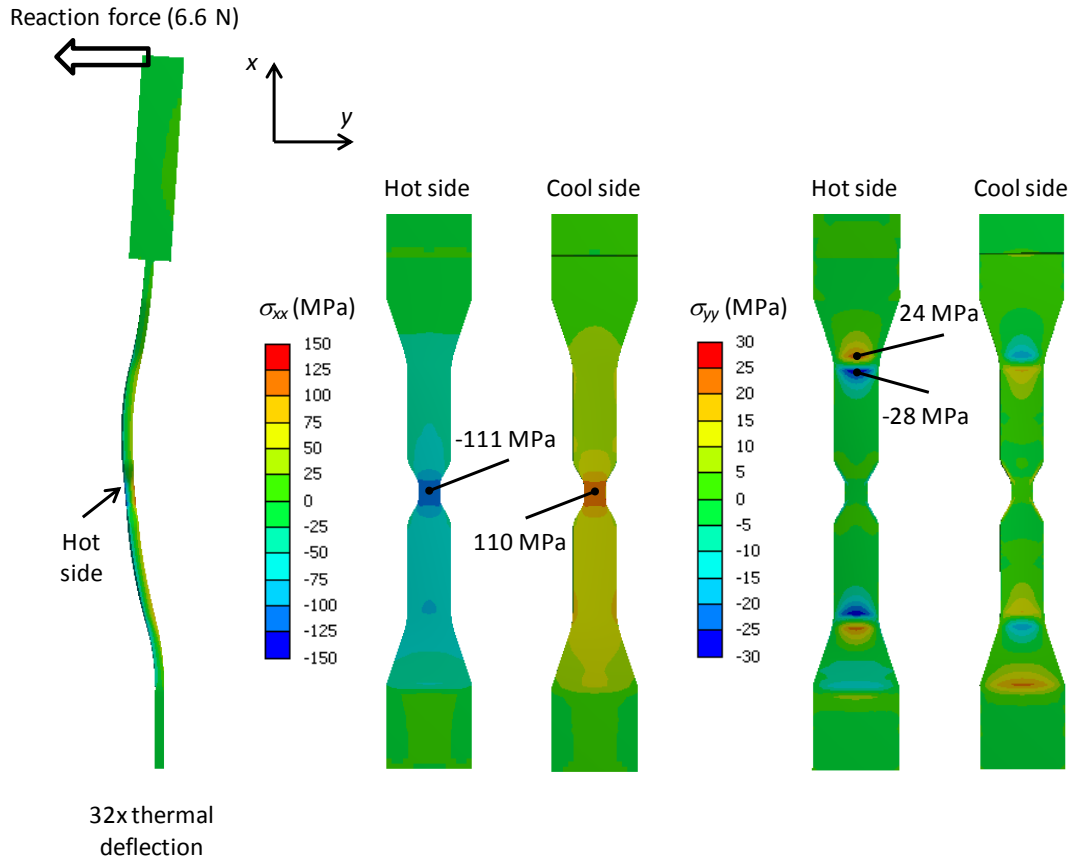 Reaction force (6.6 N)
x
y
Hot
side
32x thermal
deflection
Hot side
Cool side
σxx (MPa)
150
125
100
75
50
25
0
-25
-50
-75
-100
-125
-150
-111 MPa
110 MPa
Hot side
Cool side
σyy (MPa)
30
25
20
15
10
5
0
-5
-10
-15
-20
-25
-30
24 MPa
-28 MPa